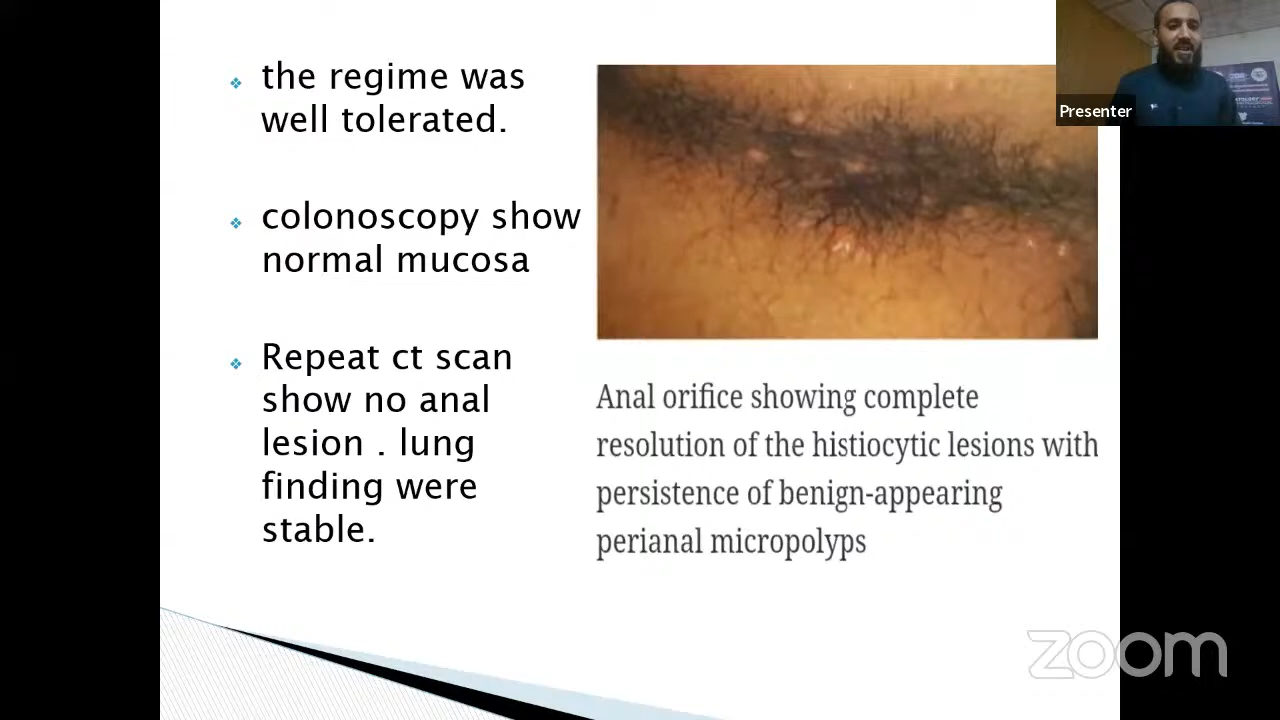 the regime was
well tolerated.
colonoscopy show
normal mucosa
Repeat ct scan
show no anal
lesion . lung
finding were
stable.
Anal orifice showing complete
resolution of the histiocytic lesions with
persistence of benign-appearing
perianal micropolyps
Presenter
zoom